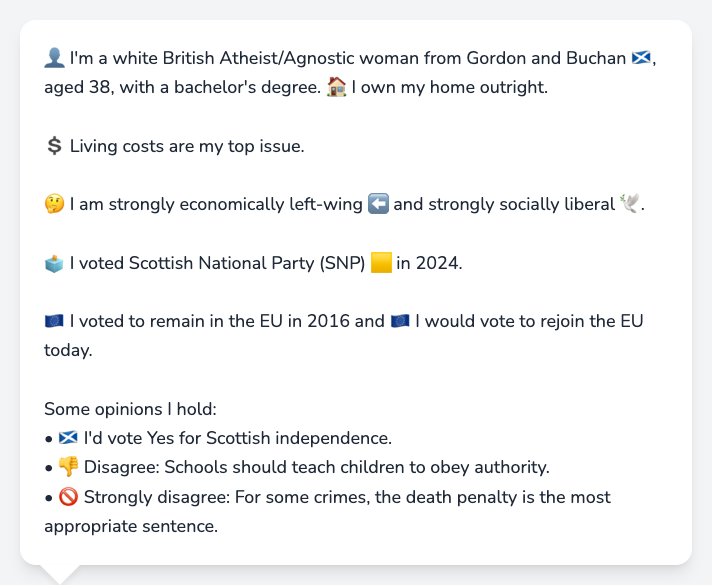 👤 I'm a white British Atheist/Agnostic woman from Gordon and Buchan 🏴󠁧󠁢󠁳󠁣󠁴󠁿,
aged 38, with a bachelor's degree. 🏠 I own my home outright.
💲 Living costs are my top issue.
🤔 I am strongly economically left-wing ⬅️ and strongly socially liberal 🕊️.
🗳️ I voted Scottish National Party (SNP) 🟨 in 2024.
🇪🇺 I voted to remain in the EU in 2016 and 🇪🇺 I would vote to rejoin the EU
today.
Some opinions I hold:
• 🏴󠁧󠁢󠁳󠁣󠁴󠁿 I'd vote Yes for Scottish independence.
• 👎 Disagree: Schools should teach children to obey authority.
• 🚫 Strongly disagree: For some crimes, the death penalty is the most
appropriate sentence.